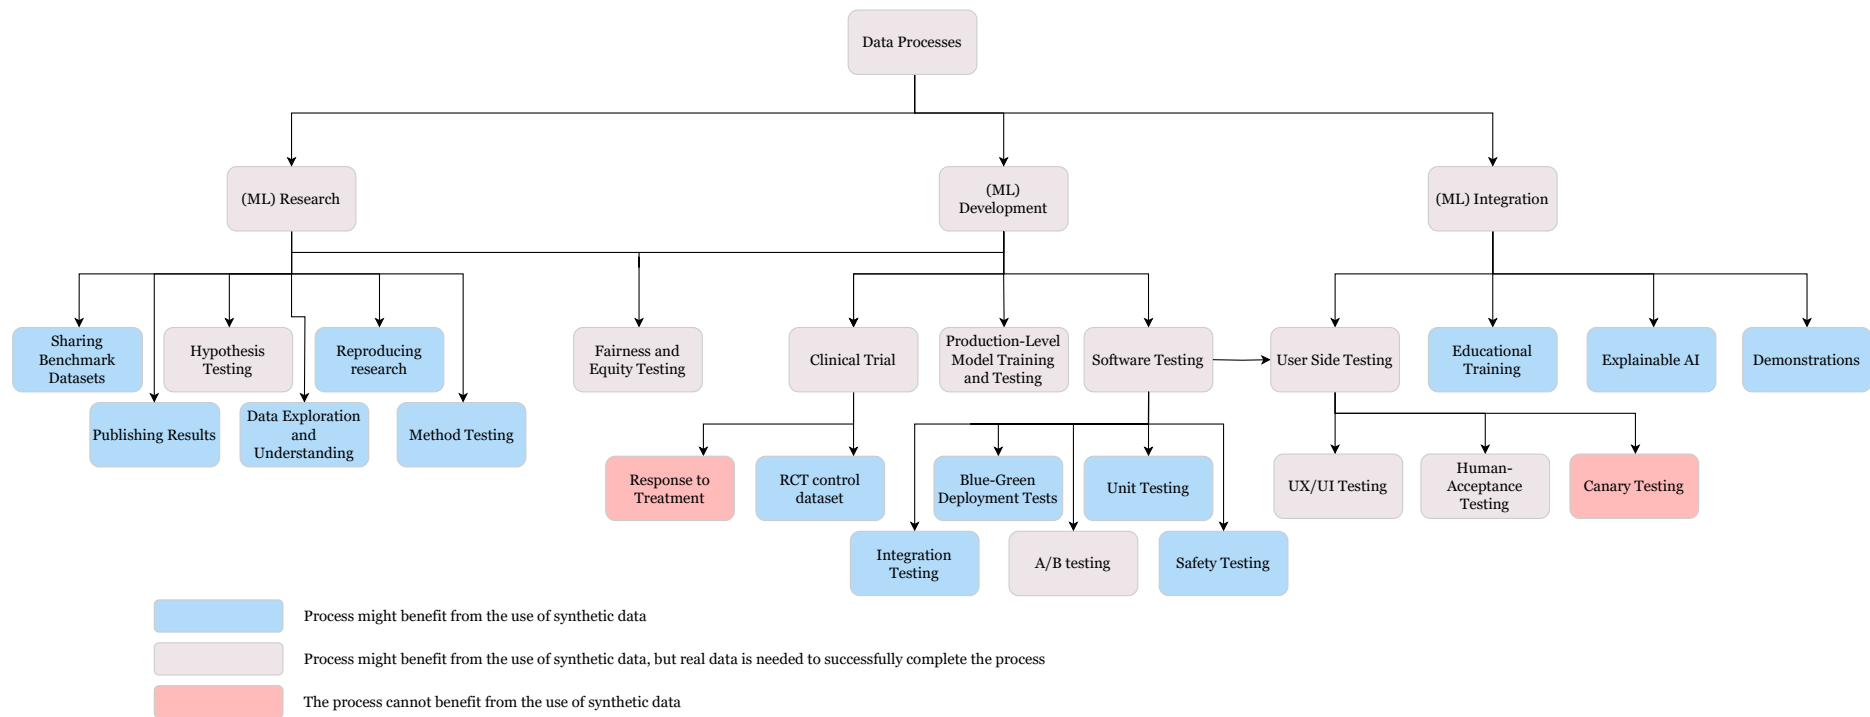 Data Processes
(ML) Research
(ML)
Development
(ML) Integration
Sharing
Benchmark
Datasets
Hypothesis
Testing
Reproducing
research
Fairness and
Equity Testing
Clinical Trial
Production-Level
Model Training
and Testing
Software Testing
User Side Testing
Educational
Training
Explainable AI
Demonstrations
Publishing Results
Data Exploration
and
Understanding
Method Testing
Response to
Treatment
RCT control
dataset
Blue-Green
Deployment Tests
Unit Testing
UX/UI Testing
Human-
Acceptance
Testing
Canary Testing
Integration
Testing
A/B testing
Safety Testing
Process might benefit from the use of synthetic data
Process might benefit from the use of synthetic data, but real data is needed to successfully complete the process
The process cannot benefit from the use of synthetic data